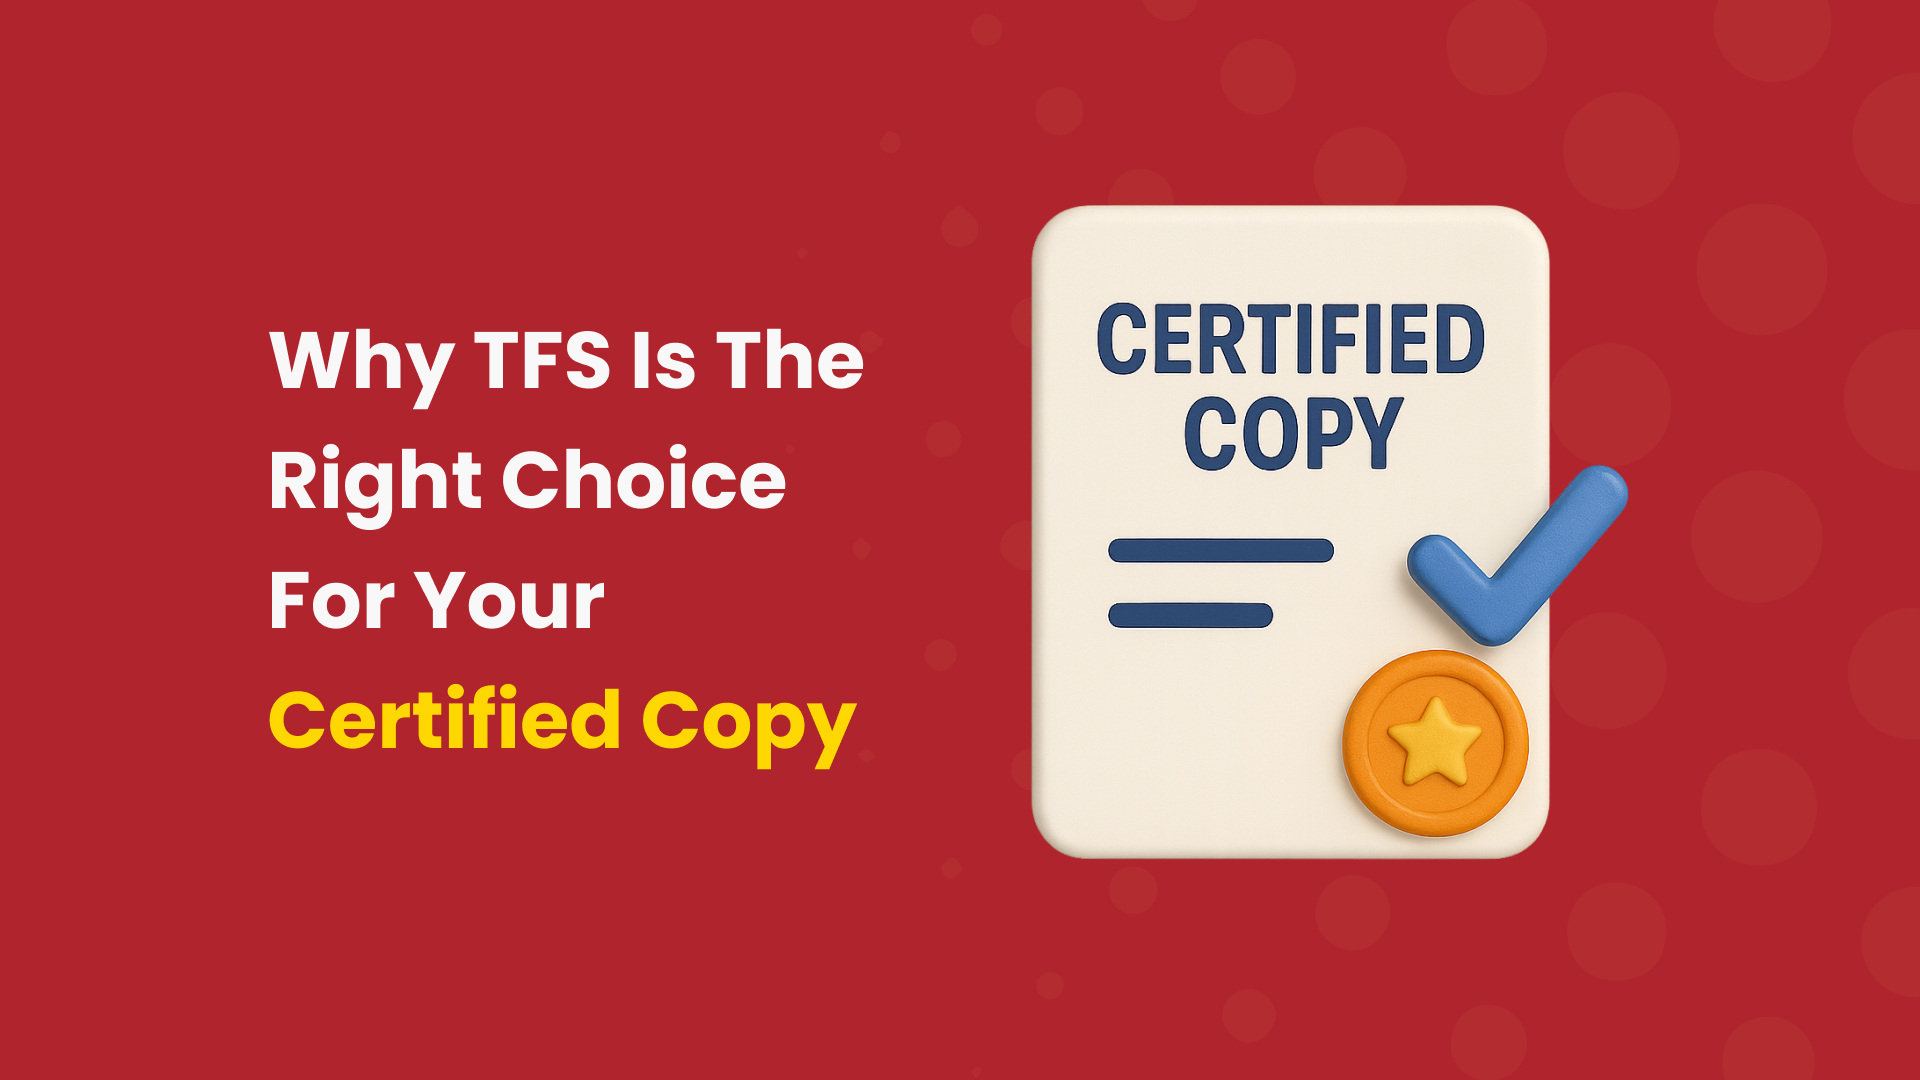 Why TFS Is The
Right Choice
For Your
Certified Copy
CERTIFIED
COPY